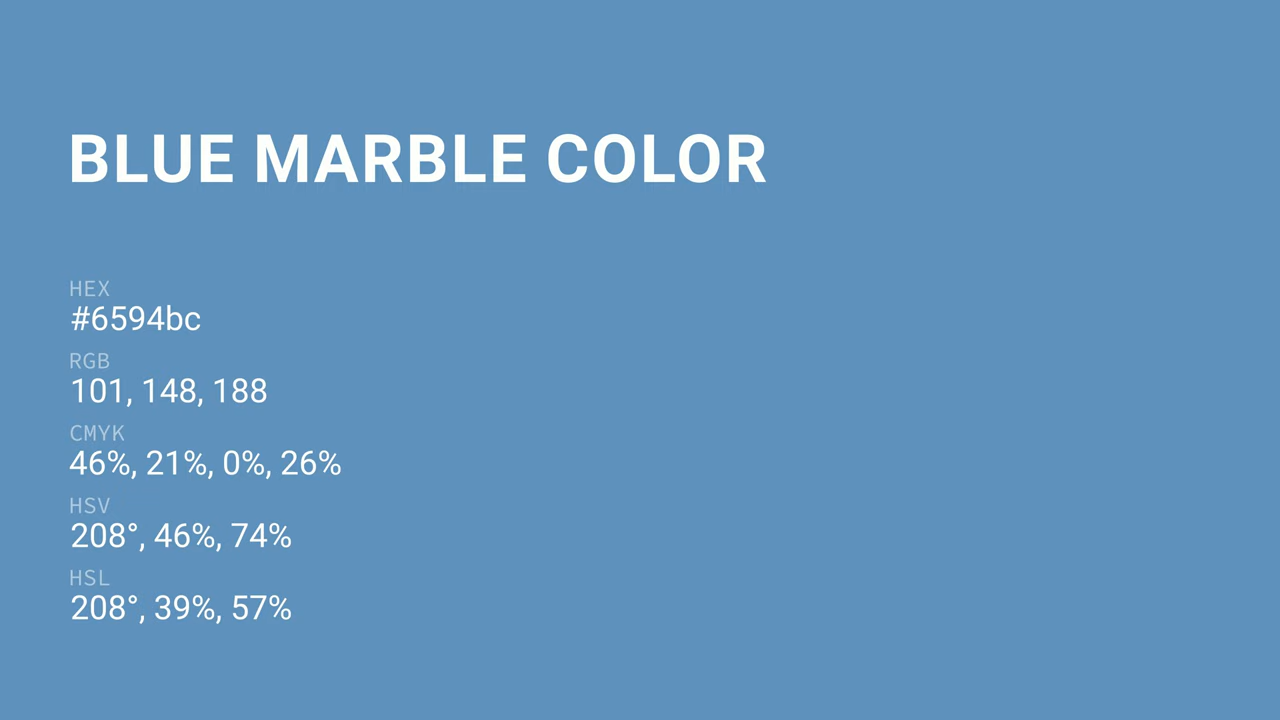 BLUE MARBLE COLOR
HEX
#6594bc
RGB
101, 148, 188
CMYK
46%, 21%, 0%, 26%
HSV
208°, 46%, 74%
HSL
208°, 39%, 57%